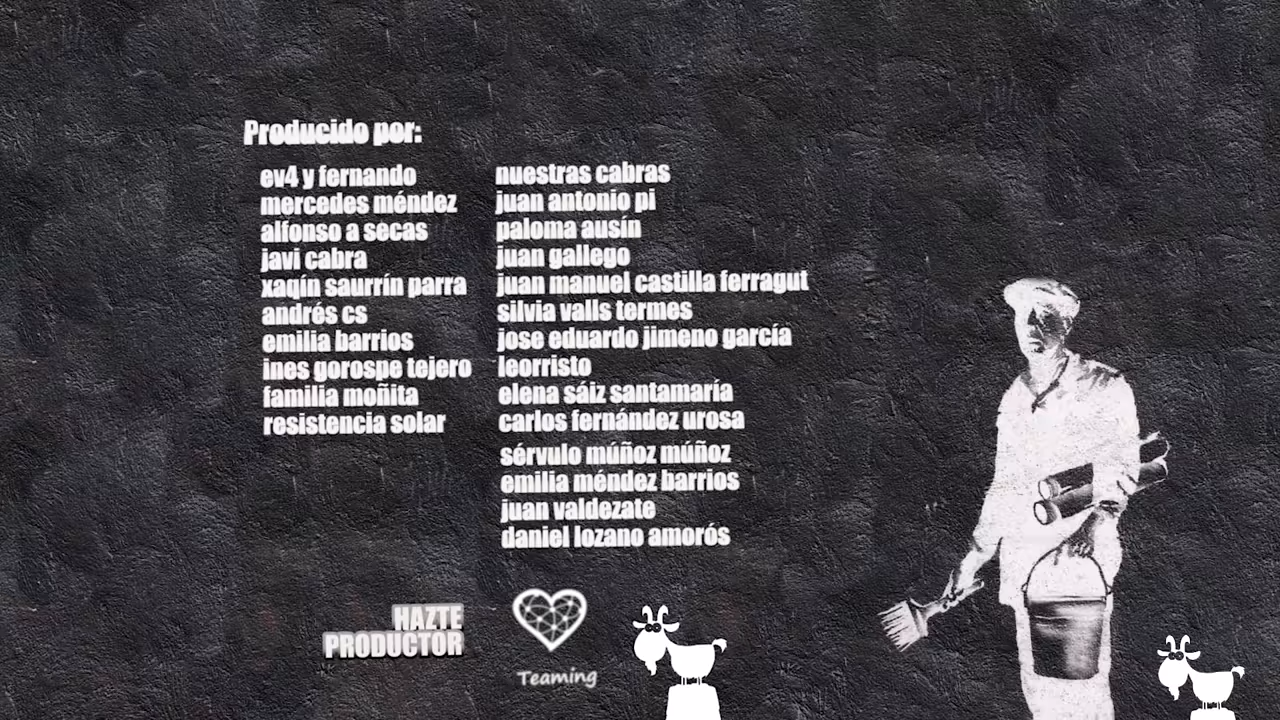 Producido por:
ev4 y fernando
mercedes méndez
alfonso a secas
javi cabra
xaqín saurrín parra
andrés cs
emilia barrios
ines gorospe tejero
familia moñita
resistencia solar
nuestras cabras
juan antonio pi
paloma ausín
juan gallego
juan manuel castilla ferragut
silvia valls termes
jose eduardo jimeno garcía
leorristo
elena sáiz santamaría
carlos fernández urosa
sérvulo múñoz múñoz
emilia méndez barrios
juan valdezate
daniel lozano amorós
HAZTE
PRODUCTOR
Teaming